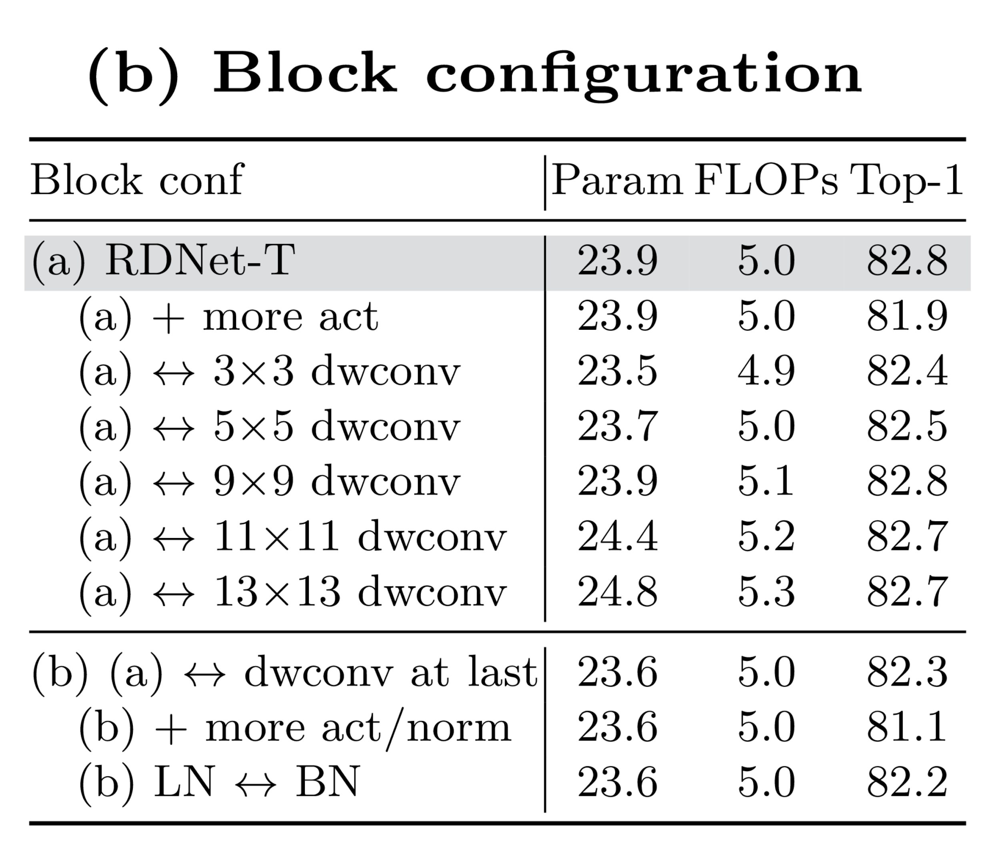 (b) Block configuration
Block conf Param FLOPs Top-1
(a) RDNet-T 23.9 5.0 82.8
(a) + more act 23.9 5.0 81.9
(a) ↔ 3×3 dwconv 23.5 4.9 82.4
(a) ↔ 5×5 dwconv 23.7 5.0 82.5
(a) ↔ 9×9 dwconv 23.9 5.1 82.8
(a) ↔ 11×11 dwconv 24.4 5.2 82.7
(a) ↔ 13×13 dwconv 24.8 5.3 82.7
(b) (a) ↔ dwconv at last 23.6 5.0 82.3
(b) + more act/norm 23.6 5.0 81.1
(b) LN ↔ BN 23.6 5.0 82.2